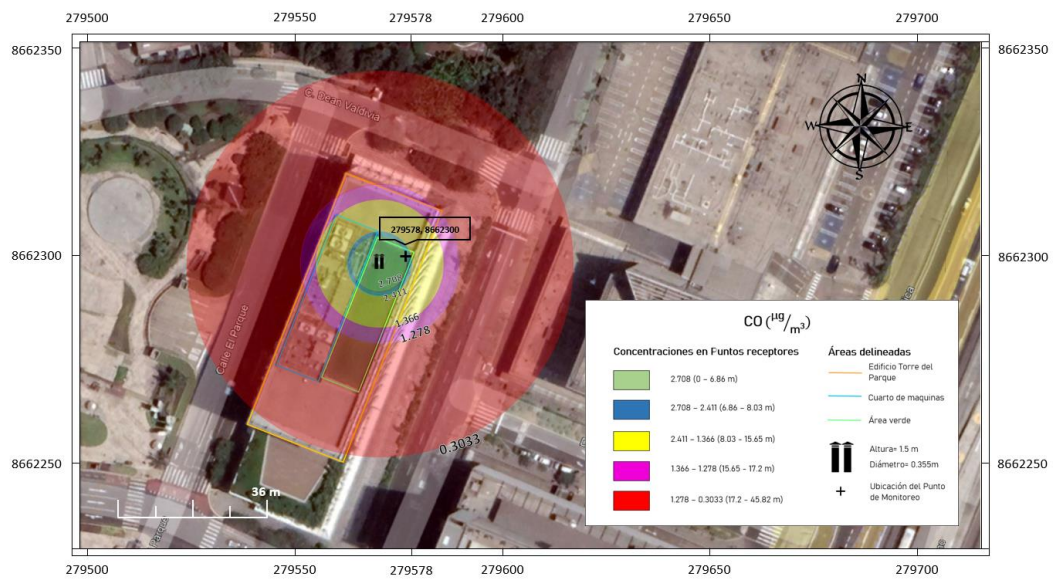 279500 279550 279578 279600 279650 279700
8662350 8662350
C. Dean Valdivia
N
W E
S
279578, 8662300
8662300 8662300
2.708
2.411
1.366
1.278
Calle El Parque
0.3033
8662250 8662250
36 m
Parque
CO (µg/m³)
Concentraciones en Puntos receptores
2.708 (0 – 6.86 m)
2.708 – 2.411 (6.86 – 8.03 m)
2.411 – 1.366 (8.03 – 15.65 m)
1.366 – 1.278 (15.65 – 17.2 m)
1.278 – 0.3033 (17.2 – 45.82 m)
Áreas delineadas
Edificio Torre del
Parque
Cuarto de maquinas
Área verde
Altura= 1.5 m
Diámetro= 0.355m
Ubicación del Punto
de Monitoreo
279500 279550 279578 279600 279650 279700